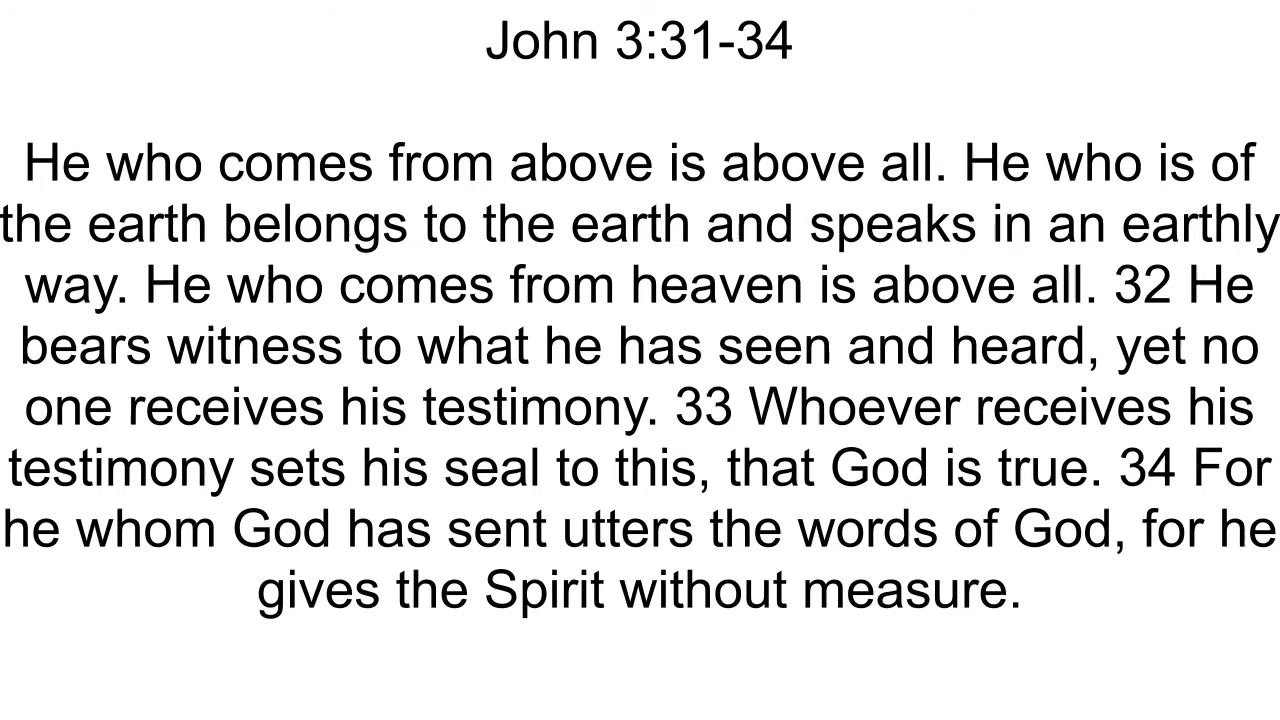 John 3:31-34
He who comes from above is above all. He who is of
the earth belongs to the earth and speaks in an earthly
way. He who comes from heaven is above all. 32 He
bears witness to what he has seen and heard, yet no
one receives his testimony. 33 Whoever receives his
testimony sets his seal to this, that God is true. 34 For
he whom God has sent utters the words of God, for he
gives the Spirit without measure.